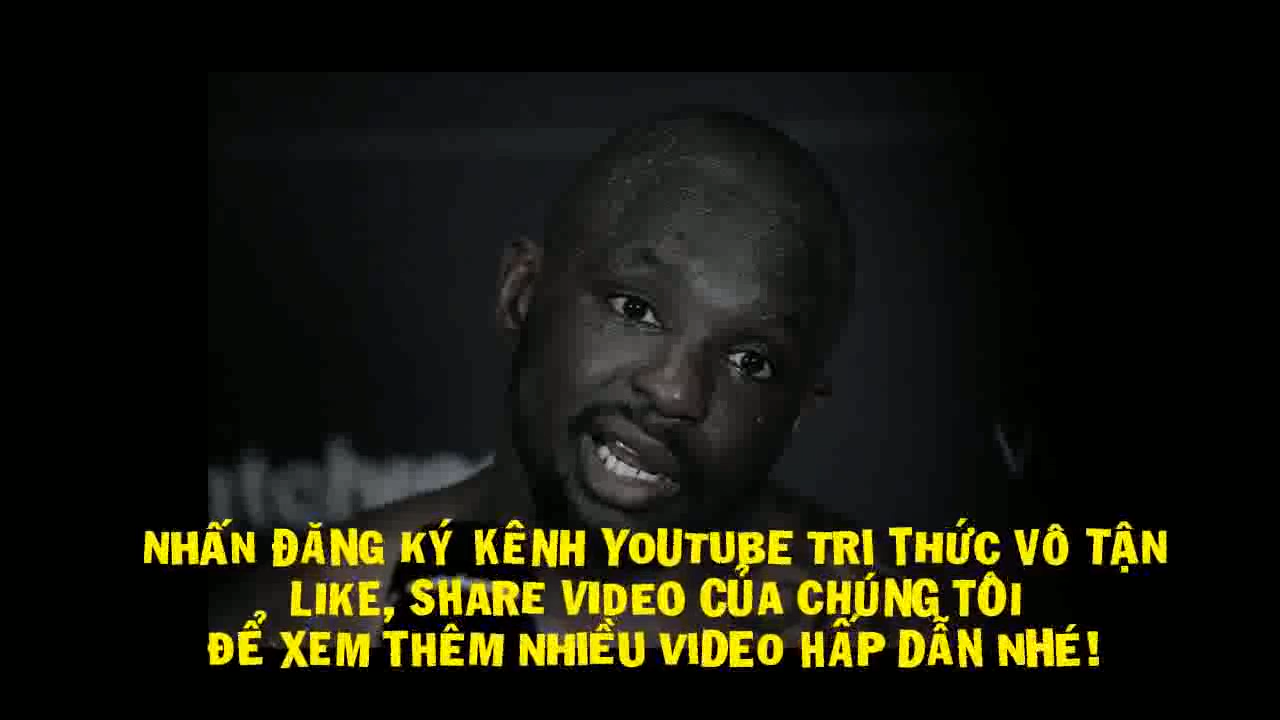 NHẤN ĐĂNG KÝ KÊNH YOUTUBE TRI THỨC VÔ TẬN
LIKE, SHARE VIDEO CỦA CHÚNG TÔI
ĐỂ XEM THÊM NHIỀU VIDEO HẤP DẪN NHÉ!